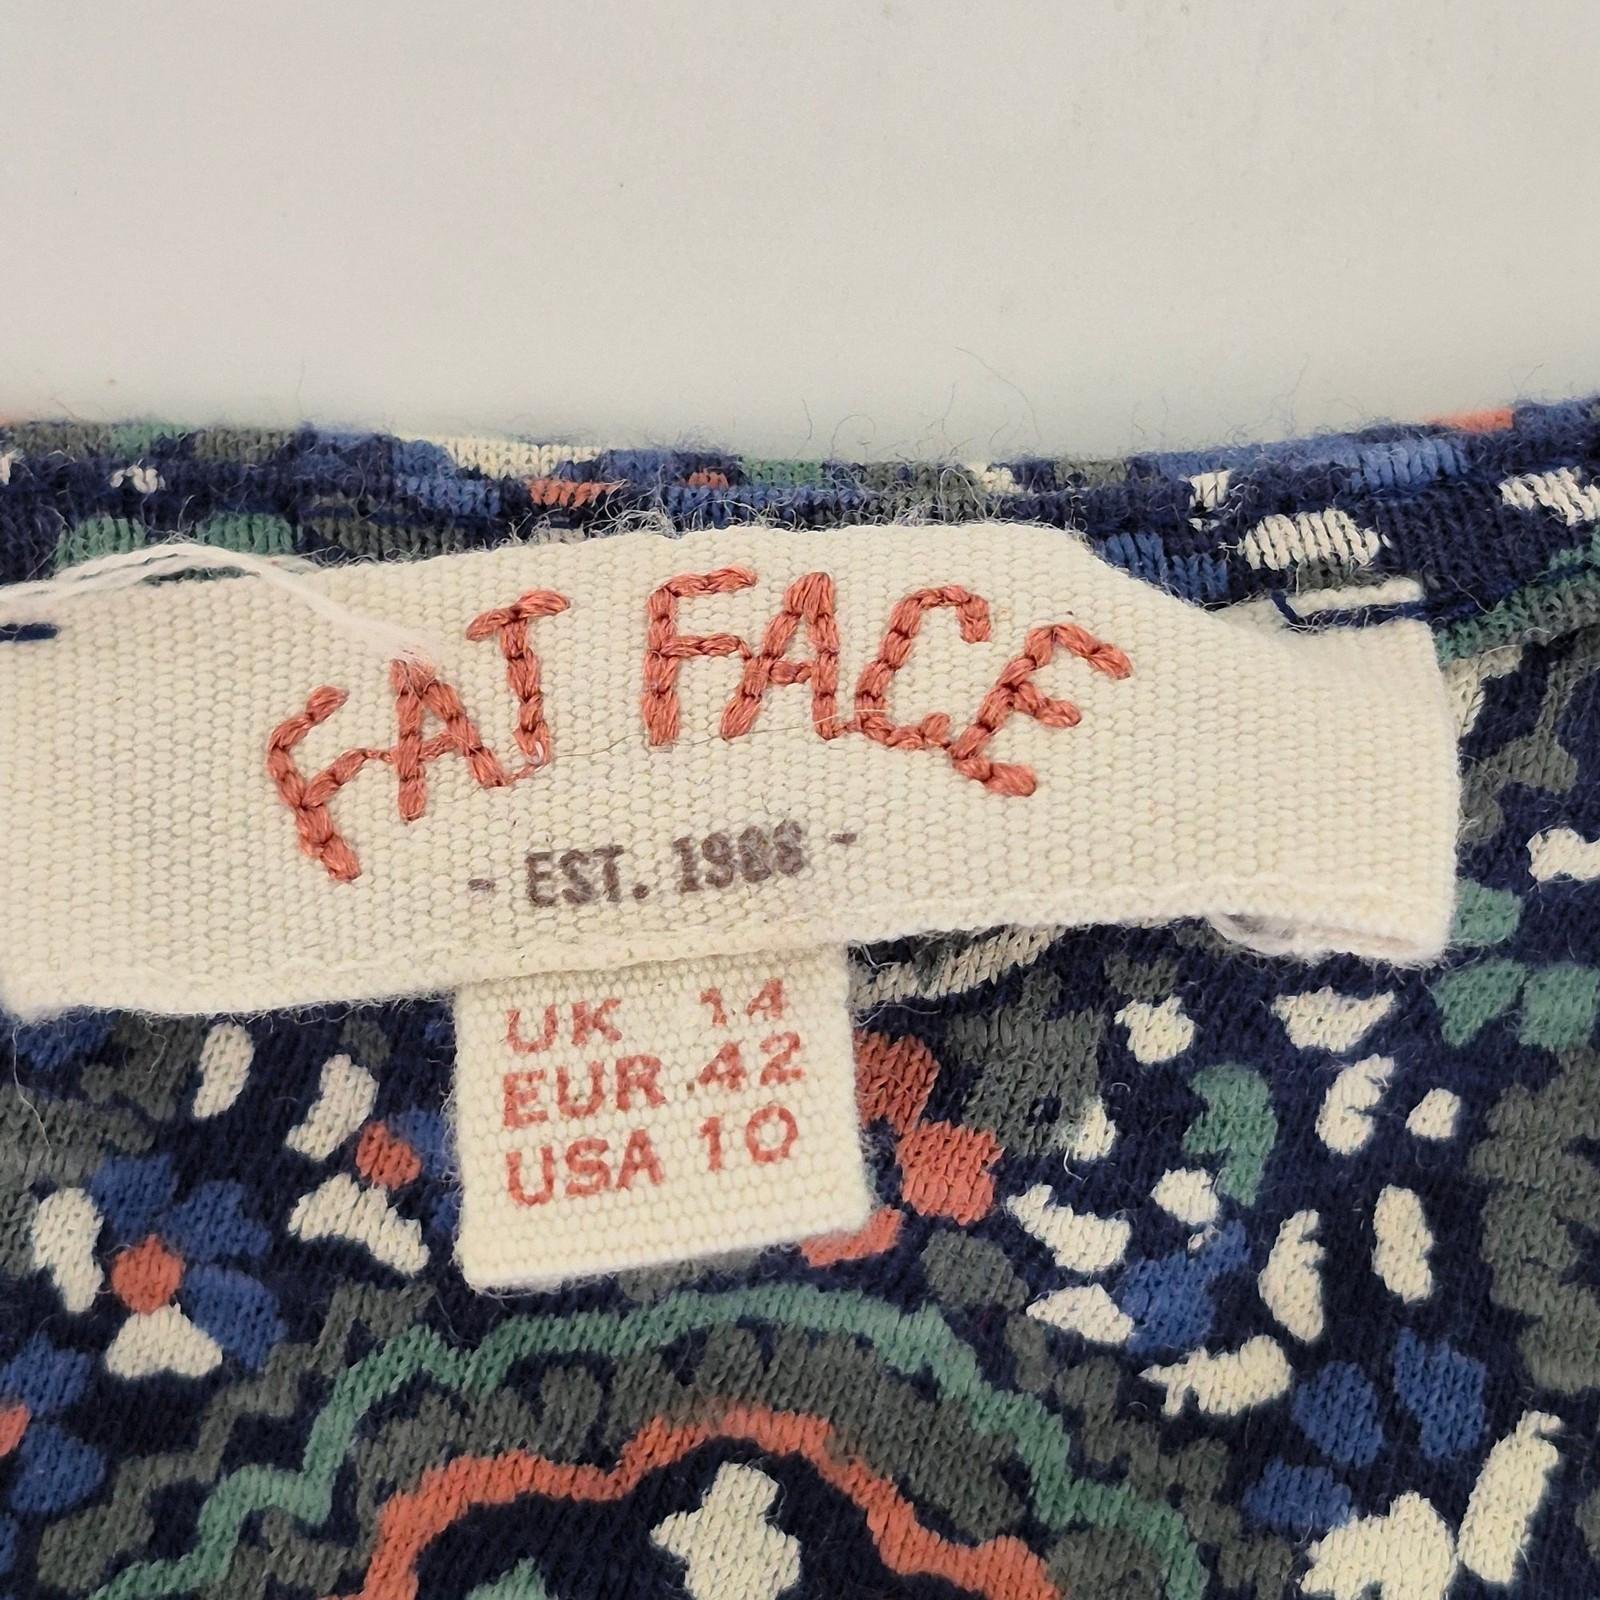 FAT FACE
- EST. 1988 -
UK 14
EUR 42
USA 10